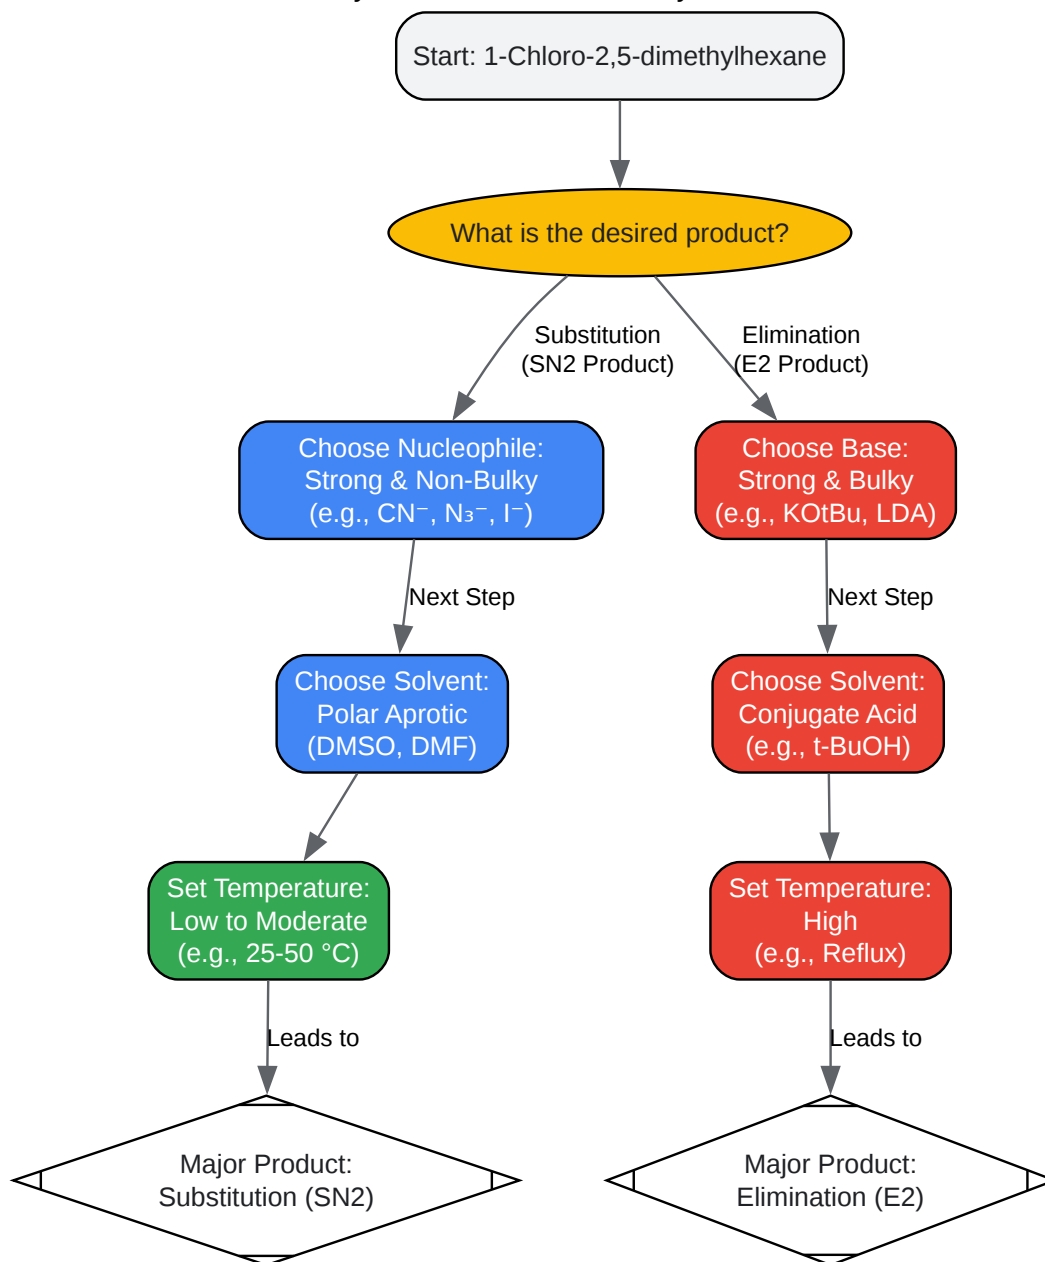 Start: 1-Chloro-2,5-dimethylhexane
What is the desired product?
Substitution
(SN2 Product)
Elimination
(E2 Product)
Choose Nucleophile:
Strong & Non-Bulky
(e.g., CN⁻, N₃⁻, I⁻)
Choose Base:
Strong & Bulky
(e.g., KOtBu, LDA)
Next Step
Next Step
Choose Solvent:
Polar Aprotic
(DMSO, DMF)
Choose Solvent:
Conjugate Acid
(e.g., t-BuOH)
Set Temperature:
Low to Moderate
(e.g., 25-50 °C)
Set Temperature:
High
(e.g., Reflux)
Leads to
Leads to
Major Product:
Substitution (SN2)
Major Product:
Elimination (E2)